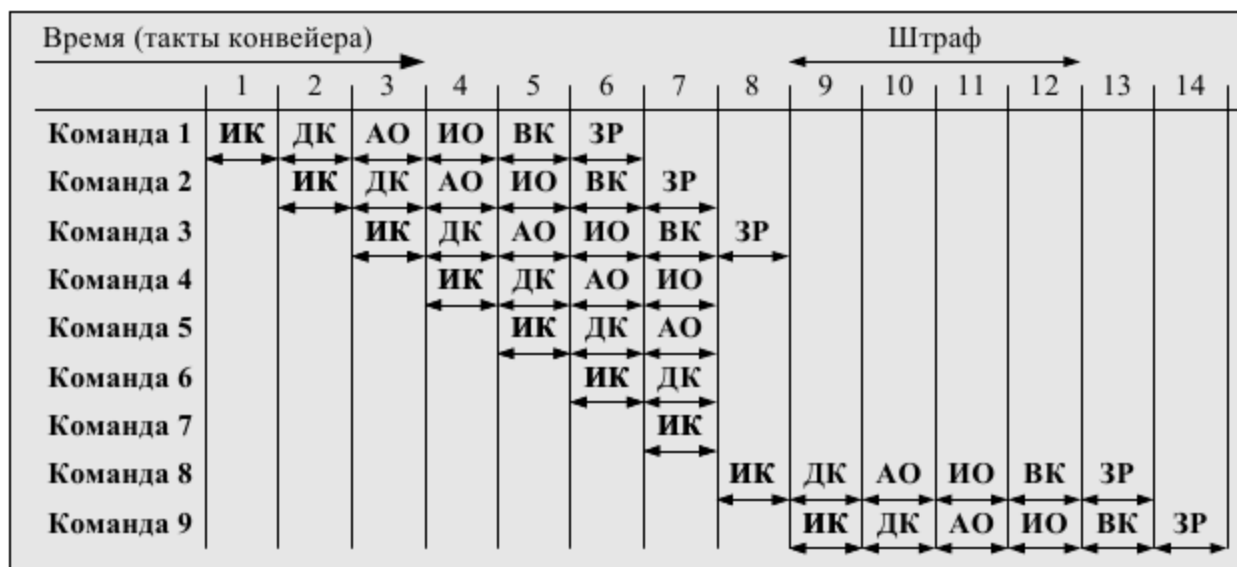 Время (такты конвейера) Штраф
1 2 3 4 5 6 7 8 9 10 11 12 13 14
Команда 1 ИК ДК АО ИО ВК ЗР
Команда 2 ИК ДК АО ИО ВК ЗР
Команда 3 ИК ДК АО ИО ВК ЗР
Команда 4 ИК ДК АО ИО
Команда 5 ИК ДК АО
Команда 6 ИК ДК
Команда 7 ИК
Команда 8 ИК ДК АО ИО ВК ЗР
Команда 9 ИК ДК АО ИО ВК ЗР